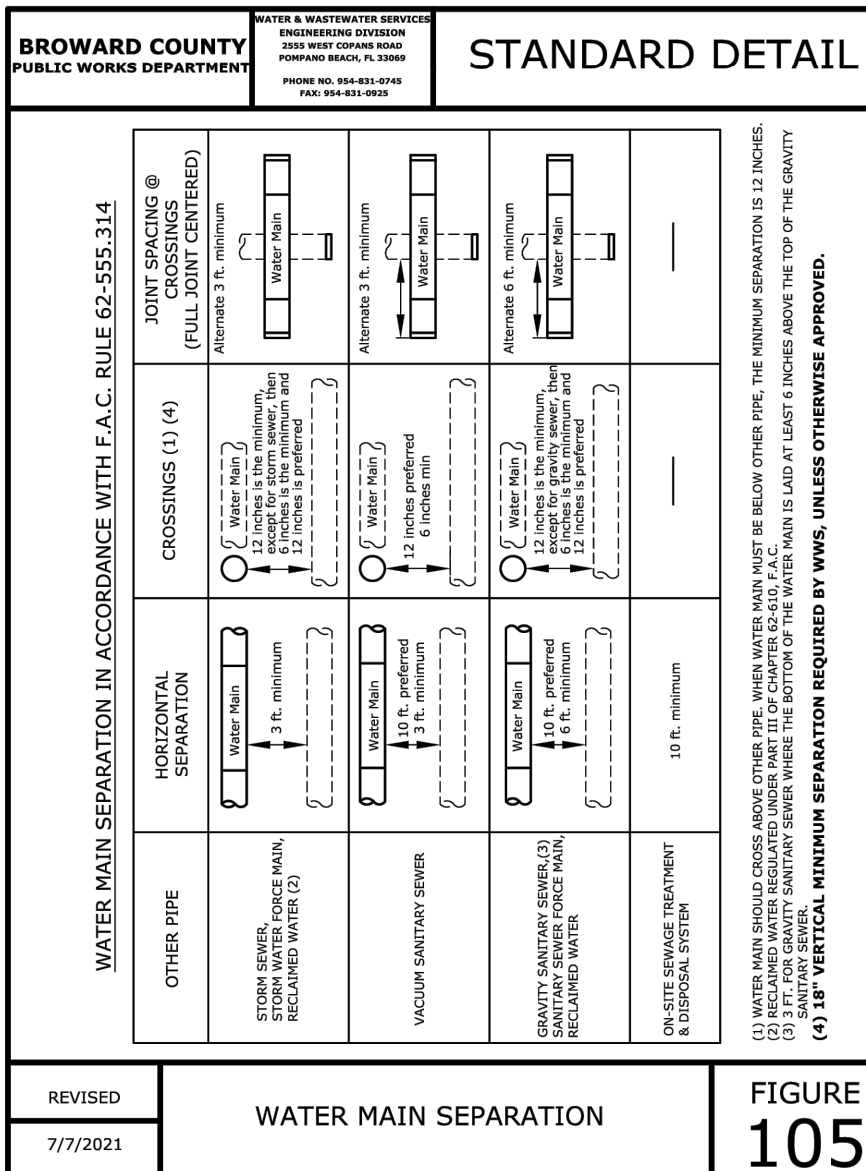 BROWARD COUNTY
PUBLIC WORKS DEPARTMENT
WATER & WASTEWATER SERVICES
ENGINEERING DIVISION
2555 WEST COPANS ROAD
POMPANO BEACH, FL 33069
PHONE NO. 954-831-0745
FAX: 954-831-0925
STANDARD DETAIL
WATER MAIN SEPARATION IN ACCORDANCE WITH F.A.C. RULE 62-555.314
OTHER PIPE
HORIZONTAL
SEPARATION
CROSSINGS (1) (4)
JOINT SPACING @
CROSSINGS
(FULL JOINT CENTERED)
STORM SEWER,
STORM WATER FORCE MAIN,
RECLAIMED WATER (2)
Water Main
3 ft. minimum
Water Main
12 inches is the minimum,
except for storm sewer, then
6 inches is the minimum and
12 inches is preferred
Alternate 3 ft. minimum
Water Main
VACUUM SANITARY SEWER
Water Main
10 ft. preferred
3 ft. minimum
Water Main
12 inches preferred
6 inches min
Alternate 3 ft. minimum
Water Main
GRAVITY SANITARY SEWER,(3)
SANITARY SEWER FORCE MAIN,
RECLAIMED WATER
Water Main
10 ft. preferred
6 ft. minimum
Water Main
12 inches is the minimum,
except for gravity sewer, then
6 inches is the minimum and
12 inches is preferred
Alternate 6 ft. minimum
Water Main
ON-SITE SEWAGE TREATMENT
& DISPOSAL SYSTEM
10 ft. minimum
(1) WATER MAIN SHOULD CROSS ABOVE OTHER PIPE. WHEN WATER MAIN MUST BE BELOW OTHER PIPE, THE MINIMUM SEPARATION IS 12 INCHES.
(2) RECLAIMED WATER REGULATED UNDER PART III OF CHAPTER 62-610, F.A.C.
(3) 3 FT. FOR GRAVITY SANITARY SEWER WHERE THE BOTTOM OF THE WATER MAIN IS LAID AT LEAST 6 INCHES ABOVE THE TOP OF THE GRAVITY
SANITARY SEWER.
(4) 18" VERTICAL MINIMUM SEPARATION REQUIRED BY WWS, UNLESS OTHERWISE APPROVED.
REVISED
7/7/2021
WATER MAIN SEPARATION
FIGURE
105